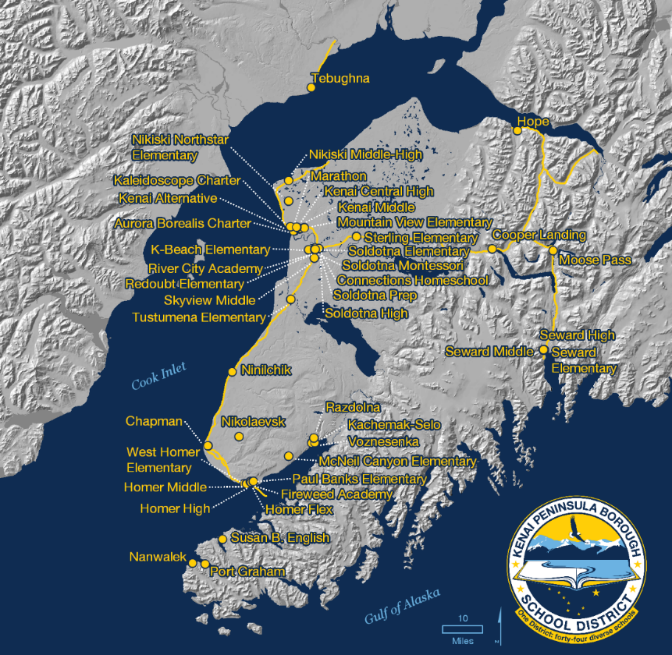 Tebughna
Hope
Nikiski Northstar
Elementary
Nikiski Middle-High
Kaleidoscope Charter
Marathon
Kenai Alternative
Kenai Central High
Kenai Middle
Aurora Borealis Charter
Mountain View Elementary
Sterling Elementary
Cooper Landing
K-Beach Elementary
Soldotna Elementary
Moose Pass
River City Academy
Soldotna Montessori
Redoubt Elementary
Connections Homeschool
Skyview Middle
Soldotna Prep
Tustumena Elementary
Soldotna High
Seward High
Seward Middle
Seward
Elementary
Cook Inlet
Ninilchik
Razdolna
Chapman
Nikolaevsk
Kachemak-Selo
Voznesenka
West Homer
Elementary
McNeil Canyon Elementary
Homer Middle
Paul Banks Elementary
Fireweed Academy
Homer High
Homer Flex
Susan B. English
Nanwalek
Port Graham
Gulf of Alaska
10
Miles
N
KENAI PENINSULA BOROUGH
SCHOOL DISTRICT
One District: forty-four diverse schools